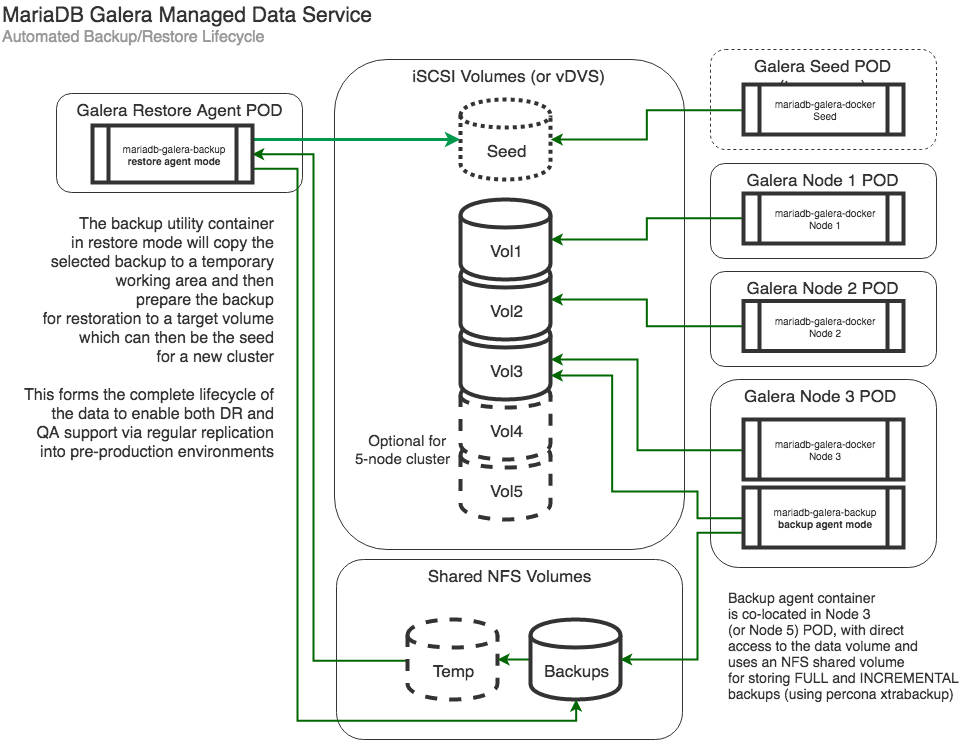 MariaDB Galera Managed Data Service
Automated Backup/Restore Lifecycle
iSCSI Volumes (or vDVS)
Galera Seed POD
mariadb-galera-docker
Seed
Galera Restore Agent POD
mariadb-galera-backup
restore agent mode
Seed
Galera Node 1 POD
mariadb-galera-docker
Node 1
The backup utility container
in restore mode will copy the
selected backup to a temporary
working area and then
prepare the backup
for restoration to a target volume
which can then be the seed
for a new cluster
Vol1
Vol2
Vol3
Vol4
Vol5
Galera Node 2 POD
mariadb-galera-docker
Node 2
This forms the complete lifecycle of
the data to enable both DR and
QA support via regular replication
into pre-production environments
Optional for
5-node cluster
Galera Node 3 POD
mariadb-galera-docker
Node 3
mariadb-galera-backup
backup agent mode
Shared NFS Volumes
Temp
Backups
Backup agent container
is co-located in Node 3
(or Node 5) POD, with direct
access to the data volume and
uses an NFS shared volume
for storing FULL and INCREMENTAL
backups (using percona xtrabackup)